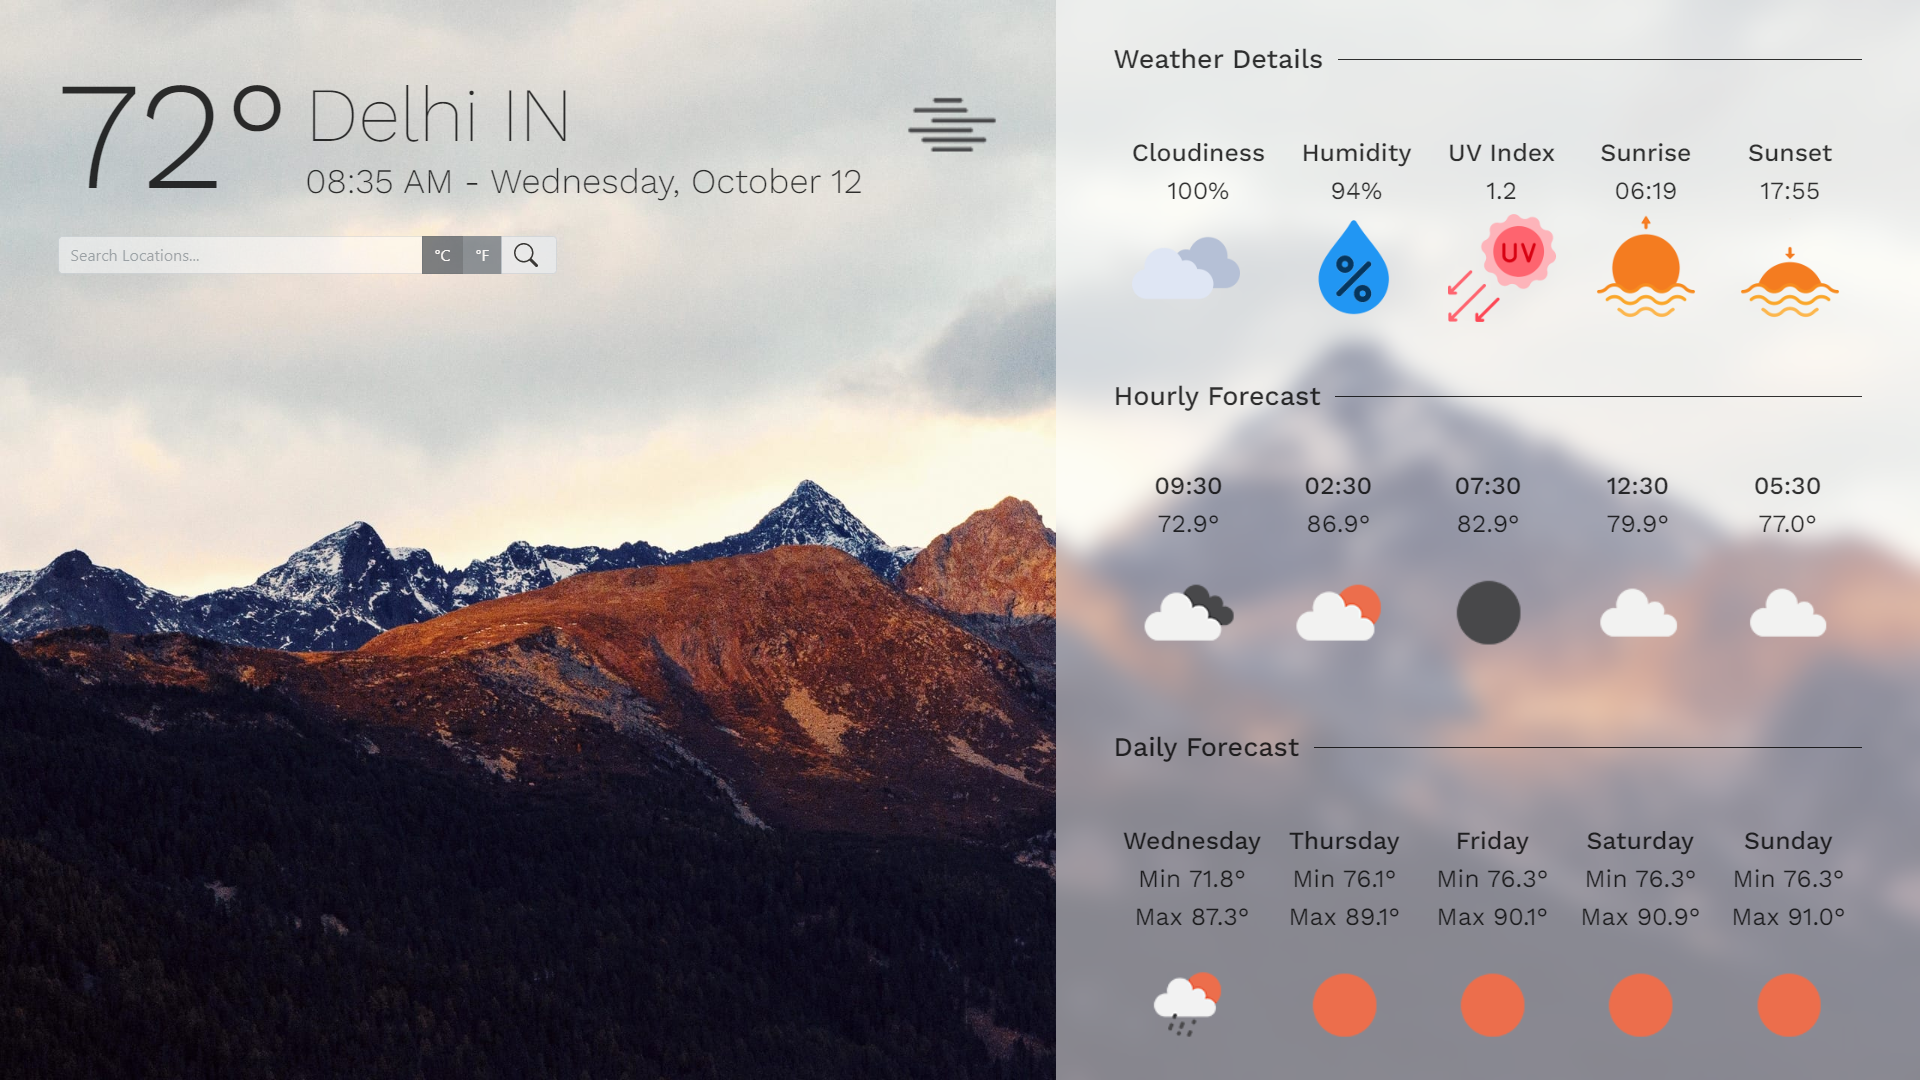 72° Delhi IN
08:35 AM - Wednesday, October 12
Search Locations... °C °F
Weather Details
Cloudiness Humidity UV Index Sunrise Sunset
100% 94% 1.2 06:19 17:55
%
UV
Hourly Forecast
09:30 02:30 07:30 12:30 05:30
72.9° 86.9° 82.9° 79.9° 77.0°
Daily Forecast
Wednesday Thursday Friday Saturday Sunday
Min 71.8° Min 76.1° Min 76.3° Min 76.3° Min 76.3°
Max 87.3° Max 89.1° Max 90.1° Max 90.9° Max 91.0°